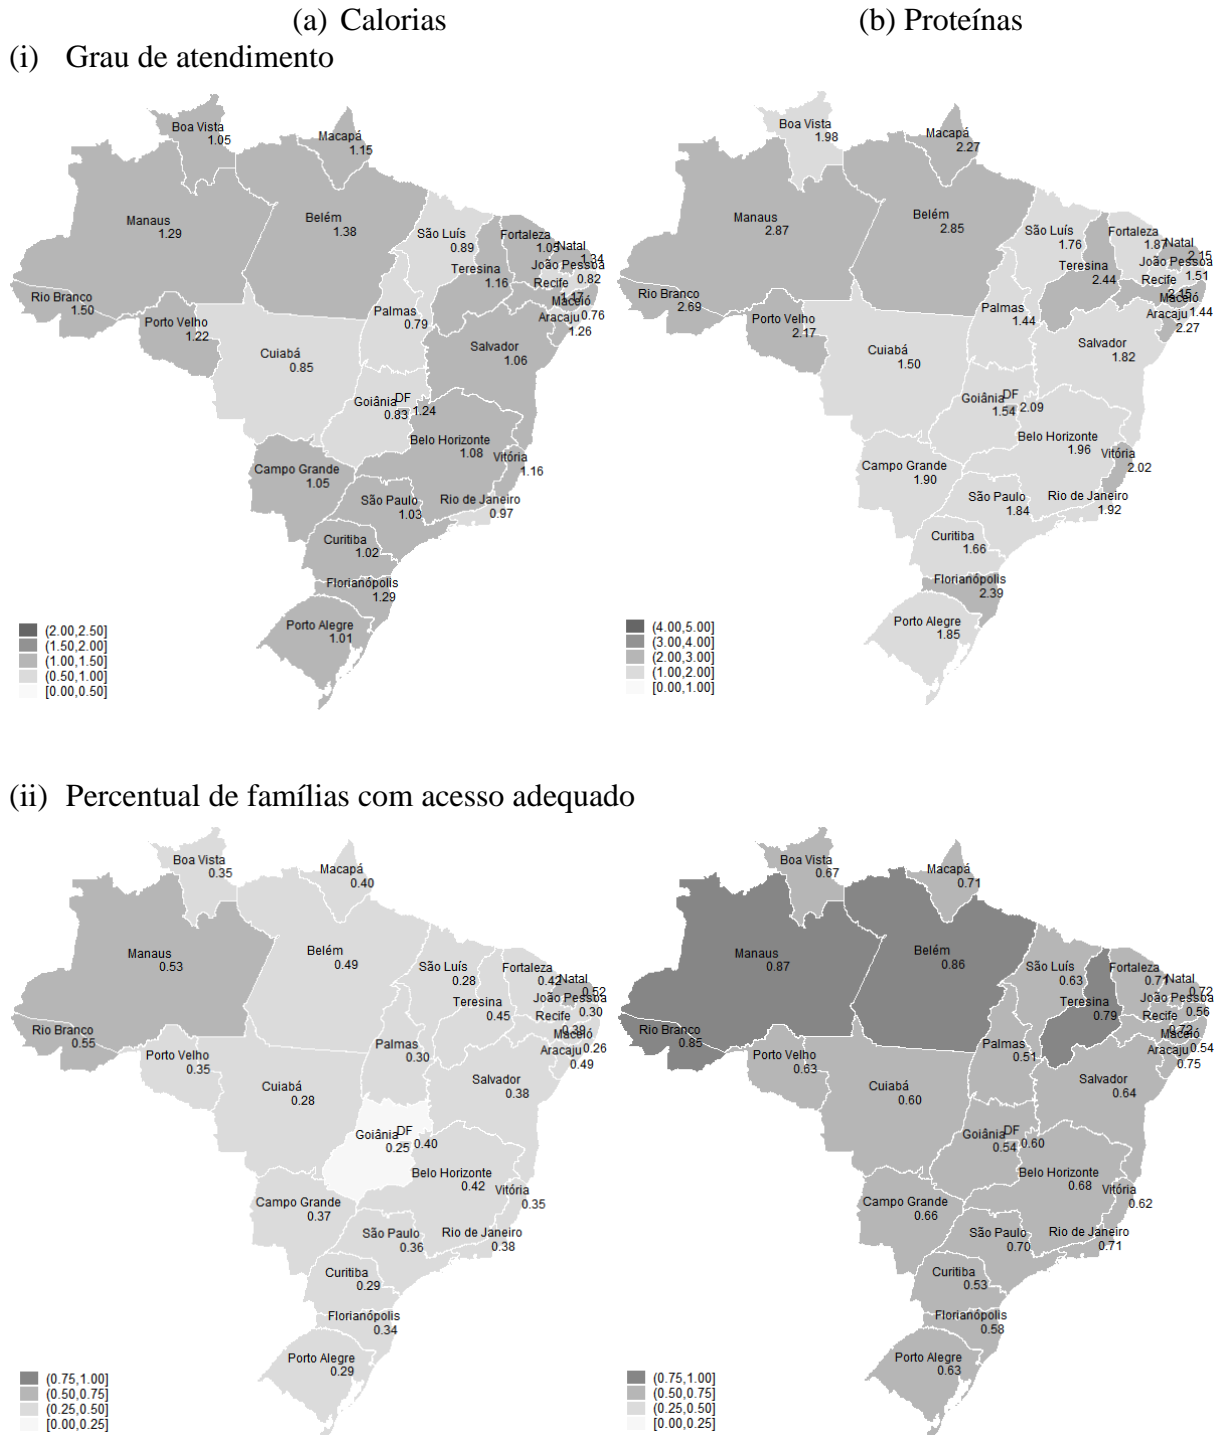 (a) Calorias
(b) Proteínas
(i) Grau de atendimento
Boa Vista
1.05
Macapá
1.15
Manaus
1.29
Belém
1.38
São Luís
0.89
Fortaleza
1.05
Natal
1.34
Teresina
1.16
João Pessoa
0.82
Recife
1.17
Maceió
0.76
Rio Branco
1.50
Porto Velho
1.22
Palmas
0.79
Aracaju
1.26
Cuiabá
0.85
Salvador
1.06
Goiânia
0.83
DF
1.24
Belo Horizonte
1.08
Vitória
1.16
Campo Grande
1.05
São Paulo
1.03
Rio de Janeiro
0.97
Curitiba
1.02
Florianópolis
1.29
Porto Alegre
1.01
(2.00,2.50]
(1.50,2.00]
(1.00,1.50]
(0.50,1.00]
[0.00,0.50]
Boa Vista
1.98
Macapá
2.27
Manaus
2.87
Belém
2.85
São Luís
1.76
Fortaleza
1.87
Natal
2.15
Teresina
2.44
João Pessoa
1.51
Recife
2.15
Maceió
1.44
Rio Branco
2.69
Porto Velho
2.17
Palmas
1.44
Aracaju
2.27
Cuiabá
1.50
Salvador
1.82
Goiânia
1.54
DF
2.09
Belo Horizonte
1.96
Vitória
2.02
Campo Grande
1.90
São Paulo
1.84
Rio de Janeiro
1.92
Curitiba
1.66
Florianópolis
2.39
Porto Alegre
1.85
(4.00,5.00]
(3.00,4.00]
(2.00,3.00]
(1.00,2.00]
[0.00,1.00]
(ii) Percentual de famílias com acesso adequado
Boa Vista
0.35
Macapá
0.40
Manaus
0.53
Belém
0.49
São Luís
0.28
Fortaleza
0.42
Natal
0.52
Teresina
0.45
João Pessoa
0.30
Recife
0.39
Maceió
0.26
Rio Branco
0.55
Porto Velho
0.35
Palmas
0.30
Aracaju
0.49
Cuiabá
0.28
Salvador
0.38
Goiânia
0.25
DF
0.40
Belo Horizonte
0.42
Vitória
0.35
Campo Grande
0.37
São Paulo
0.36
Rio de Janeiro
0.38
Curitiba
0.29
Florianópolis
0.34
Porto Alegre
0.29
(0.75,1.00]
(0.50,0.75]
(0.25,0.50]
[0.00,0.25]
Boa Vista
0.67
Macapá
0.71
Manaus
0.87
Belém
0.86
São Luís
0.63
Fortaleza
0.71
Natal
0.72
Teresina
0.79
João Pessoa
0.56
Recife
0.72
Maceió
0.54
Rio Branco
0.85
Porto Velho
0.63
Palmas
0.51
Aracaju
0.75
Cuiabá
0.60
Salvador
0.64
Goiânia
0.54
DF
0.60
Belo Horizonte
0.68
Vitória
0.62
Campo Grande
0.66
São Paulo
0.70
Rio de Janeiro
0.71
Curitiba
0.53
Florianópolis
0.58
Porto Alegre
0.63
(0.75,1.00]
(0.50,0.75]
(0.25,0.50]
[0.00,0.25]